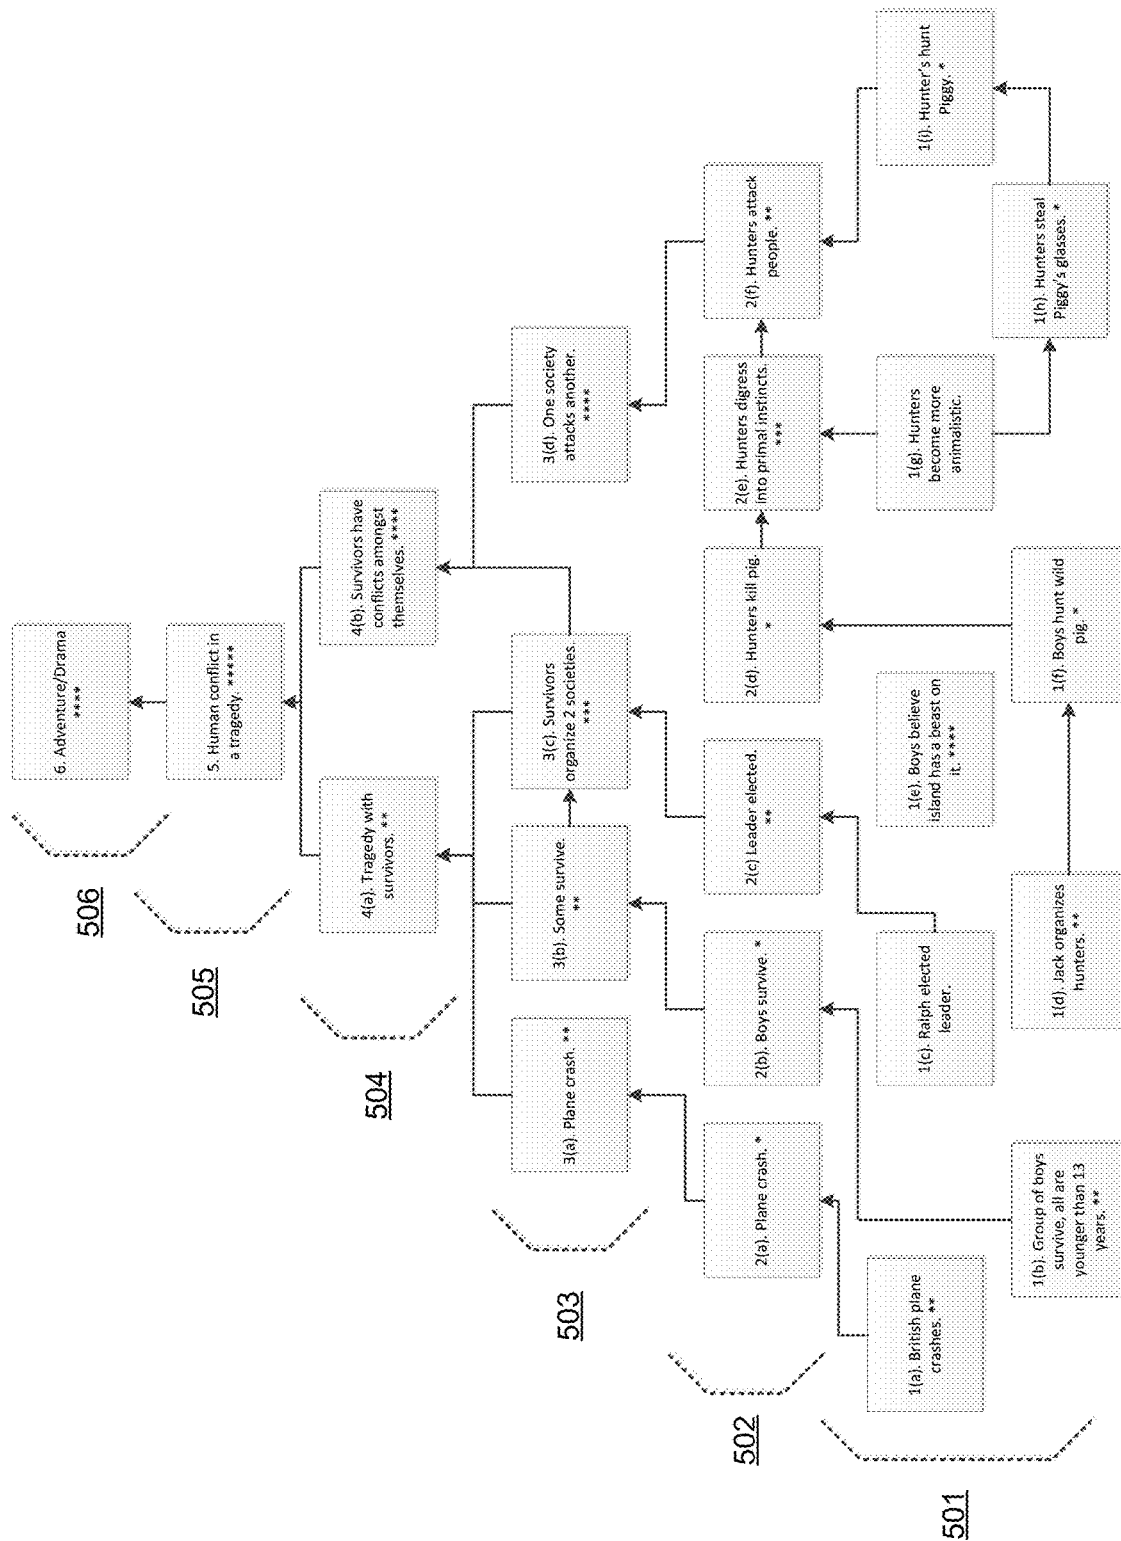 6. Adventure/Drama
****
506
5. Human conflict in
a tragedy. *****
505
4(a). Tragedy with
survivors. **
4(b). Survivors have
conflicts amongst
themselves. ****
504
3(a). Plane crash. **
3(b). Some survive.
**
3(c). Survivors
organize 2 societies.
***
3(d). One society
attacks another.
****
503
2(a). Plane crash. *
2(b). Boys survive. *
2(c) Leader elected.
**
2(d). Hunters kill pig.
*
2(e). Hunters digress
into primal instincts.
***
2(f). Hunters attack
people. **
502
1(a). British plane
crashes. **
1(b). Group of boys
survive, all are
younger than 13
years. **
1(c). Ralph elected
leader.
1(d). Jack organizes
hunters. **
1(e). Boys believe
island has a beast on
it. ****
1(f). Boys hunt wild
pig. *
1(g). Hunters
become more
animalistic.
1(h). Hunters steal
Piggy's glasses. *
1(i). Hunter's hunt
Piggy. *
501